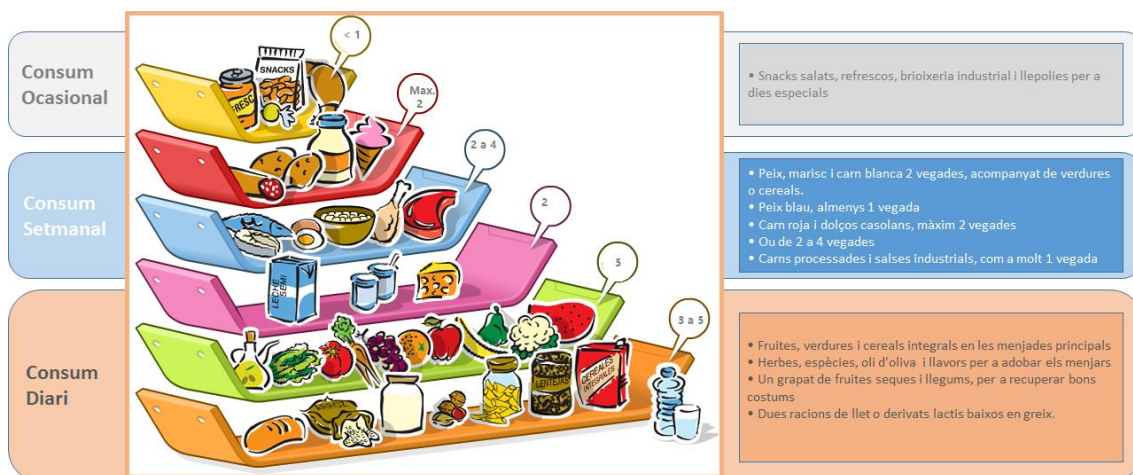 Consum
Ocasional
< 1
SNACKS
FRESC
Max.
2
• Snacks salats, refrescos, brioixeria industrial i llepolies per a
dies especials
Consum
Setmanal
2 a 4
2
LECHE
SEMI
• Peix, marisc i carn blanca 2 vegades, acompanyat de verdures
o cereals.
• Peix blau, almenys 1 vegada
• Carn roja i dolços casolans, màxim 2 vegades
• Ou de 2 a 4 vegades
• Carns processades i salses industrials, com a molt 1 vegada
Consum
Diari
5
3 a 5
LENTEJAS
CEREALES
INTEGRALES
• Fruites, verdures i cereals integrals en les menjades principals
• Herbes, espècies, oli d'oliva i llavors per a adobar els menjars
• Un grapat de fruites seques i llegums, per a recuperar bons
costums
• Dues racions de llet o derivats lactis baixos en greix.